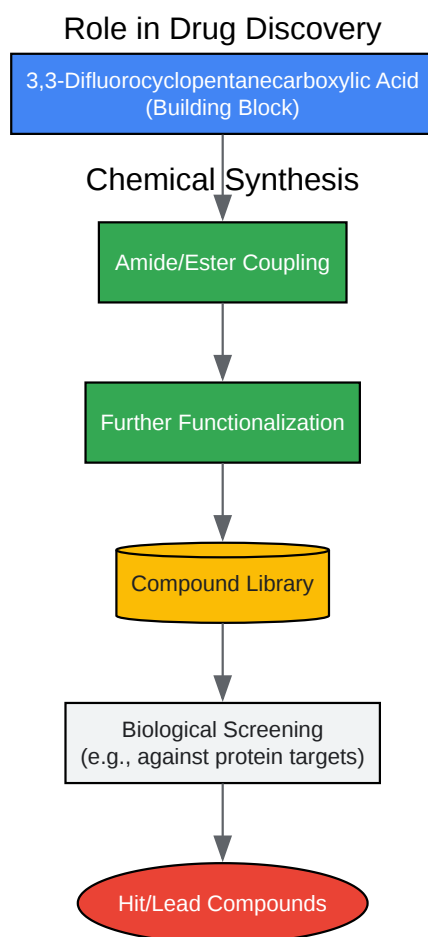 Role in Drug Discovery
3,3-Difluorocyclopentanecarboxylic Acid
(Building Block)
Chemical Synthesis
Amide/Ester Coupling
Further Functionalization
Compound Library
Biological Screening
(e.g., against protein targets)
Hit/Lead Compounds